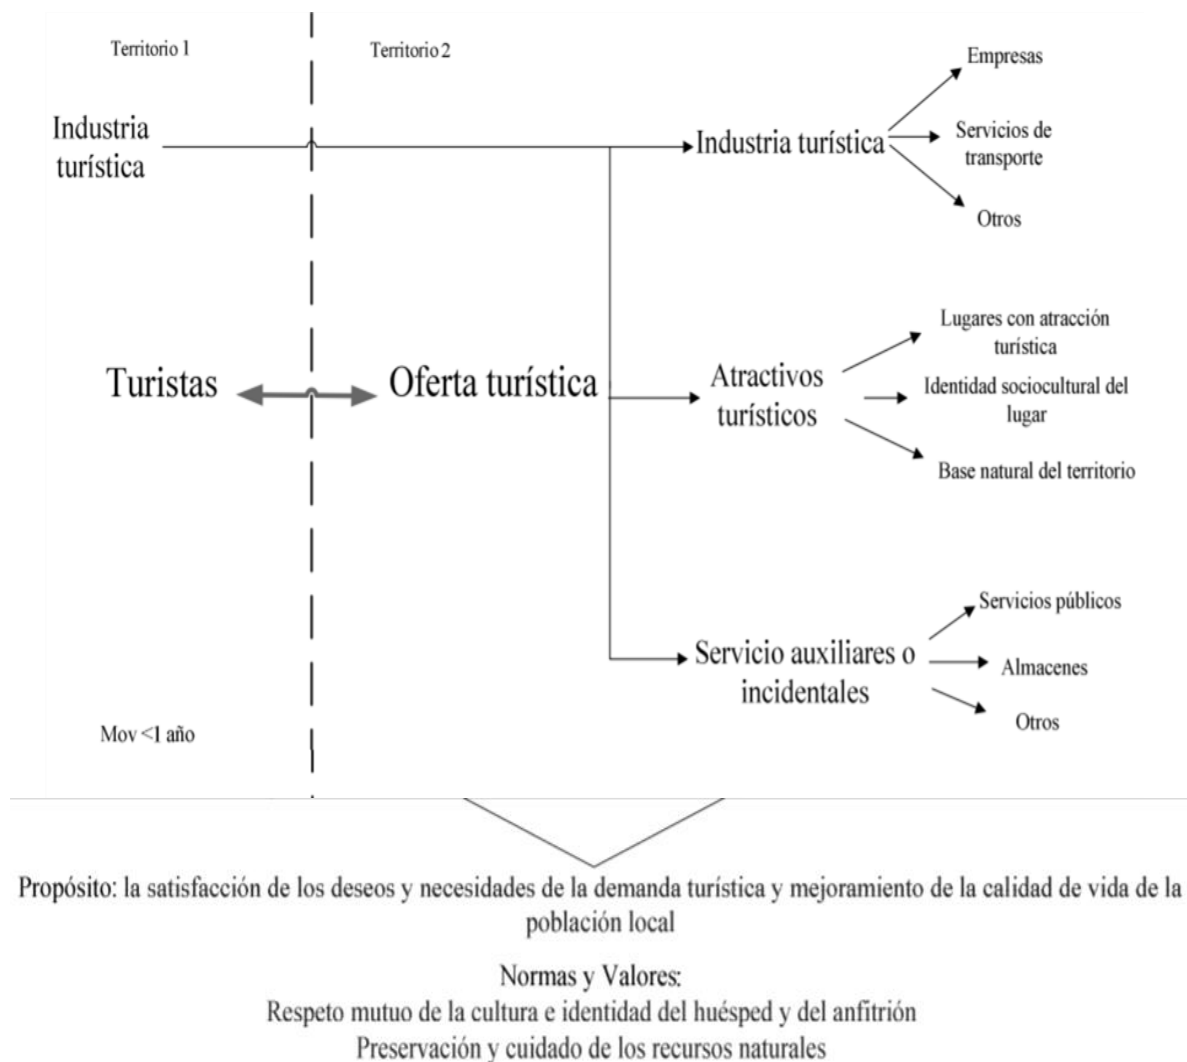 Territorio 1
Territorio 2
Industria
turística
Industria turística
Empresas
Servicios de
transporte
Otros
Turistas
Oferta turística
Atractivos
turísticos
Lugares con atracción
turística
Identidad sociocultural del
lugar
Base natural del territorio
Servicio auxiliares o
incidentales
Servicios públicos
Almacenes
Otros
Mov <1 año
Propósito: la satisfacción de los deseos y necesidades de la demanda turística y mejoramiento de la calidad de vida de la
población local
Normas y Valores:
Respeto mutuo de la cultura e identidad del huésped y del anfitrión
Preservación y cuidado de los recursos naturales